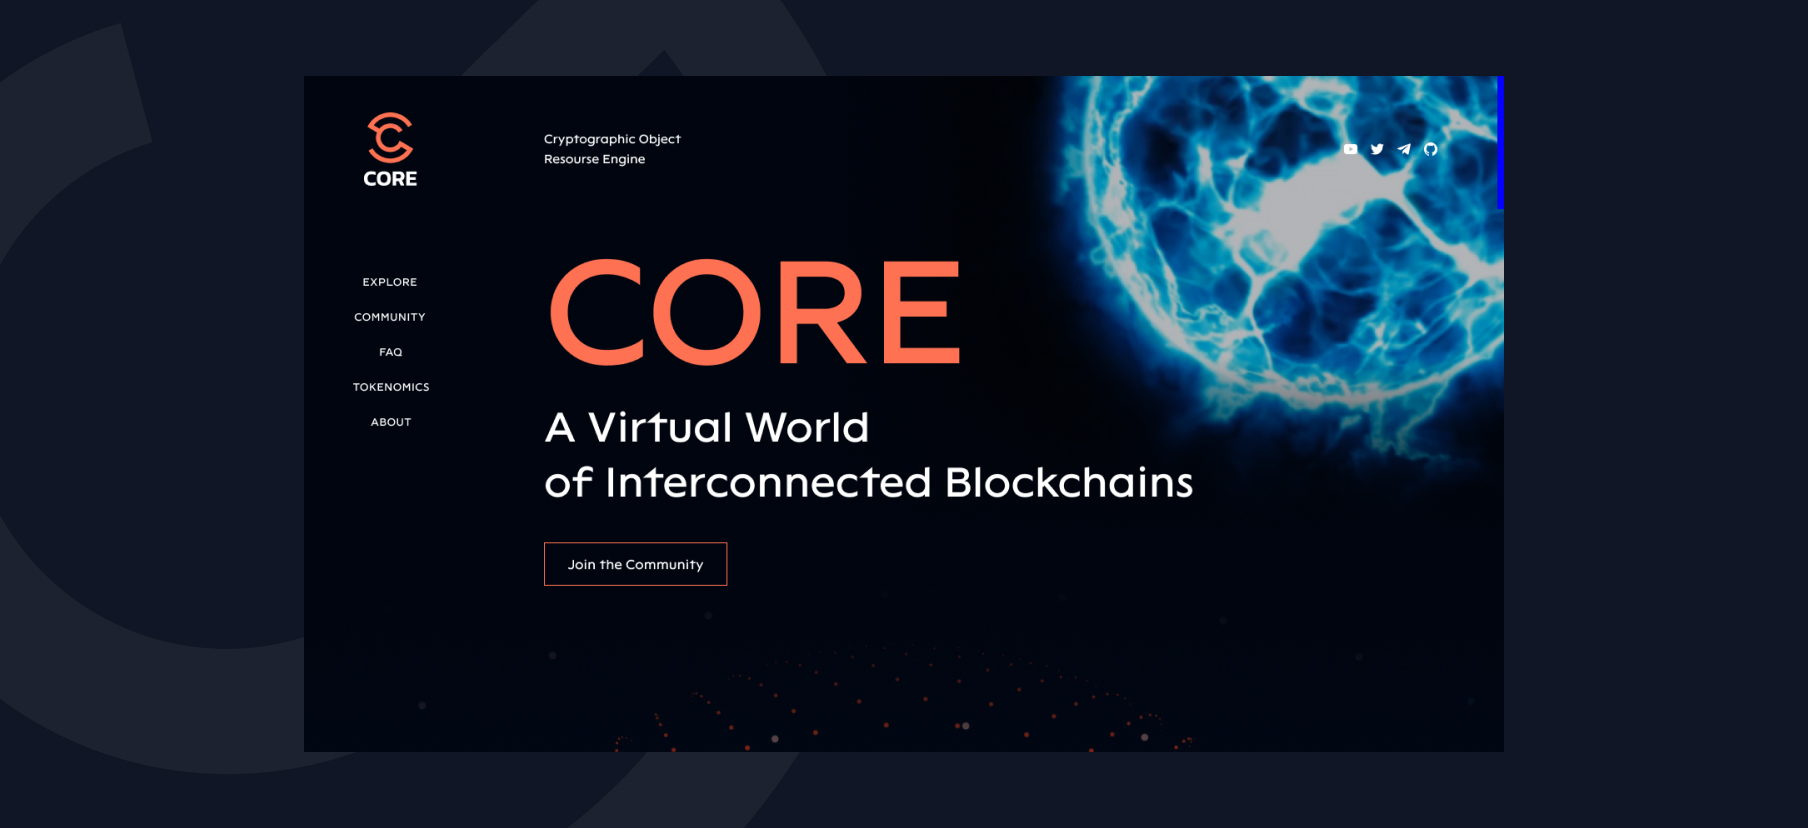 CORE
Cryptographic Object
Resourse Engine
EXPLORE
COMMUNITY
FAQ
TOKENOMICS
ABOUT
CORE
A Virtual World
of Interconnected Blockchains
Join the Community